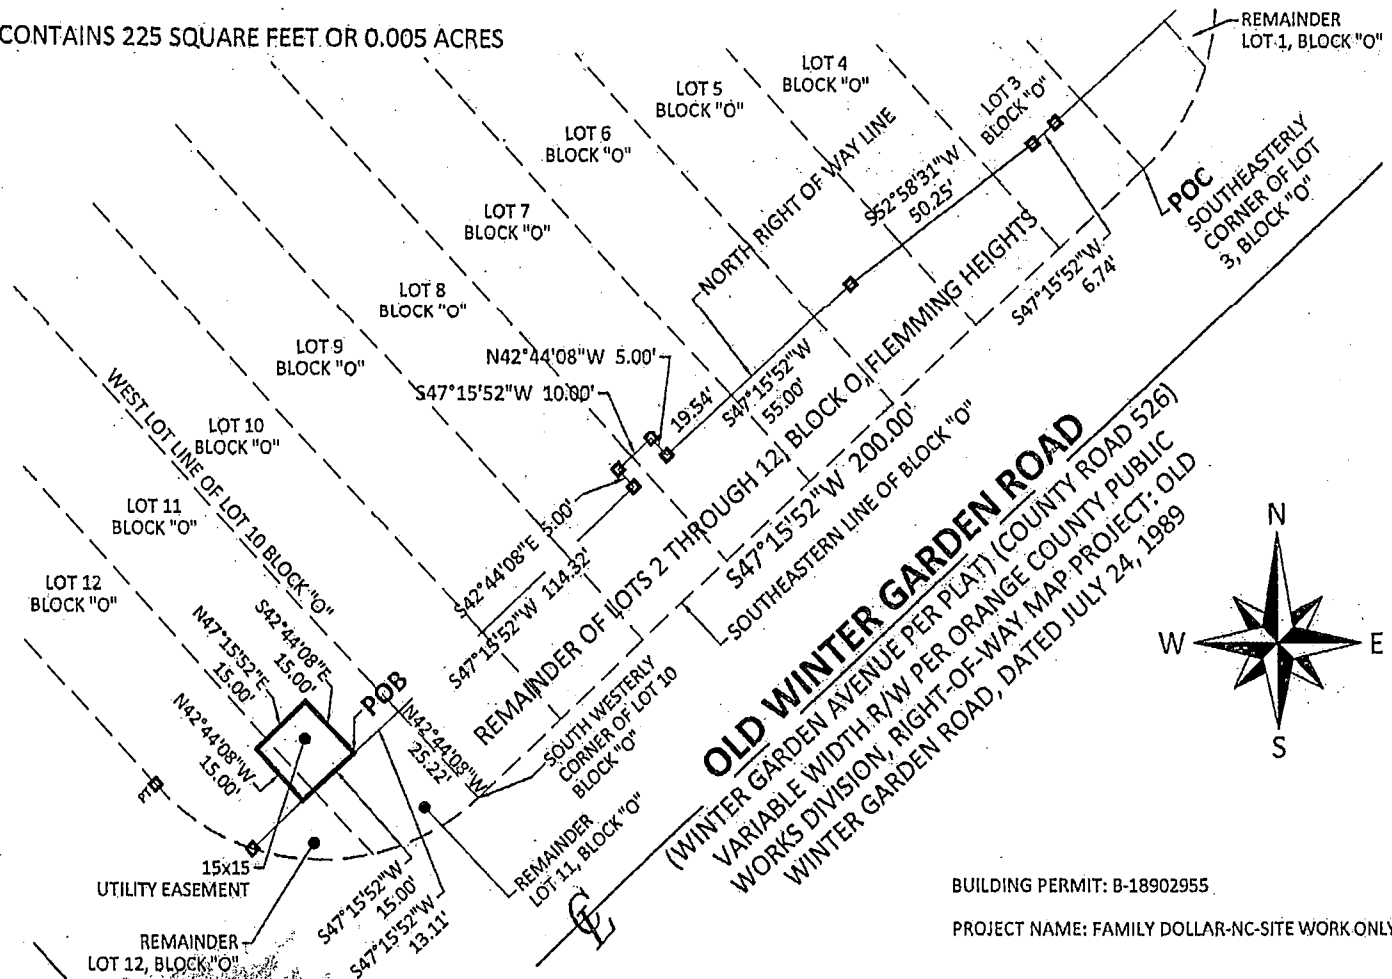 CONTAINS 225 SQUARE FEET OR 0.005 ACRES
REMAINDER
LOT 1, BLOCK "O"
LOT 3
BLOCK "O"
LOT 4
BLOCK "O"
LOT 5
BLOCK "O"
LOT 6
BLOCK "O"
LOT 7
BLOCK "O"
LOT 8
BLOCK "O"
LOT 9
BLOCK "O"
LOT 10
BLOCK "O"
LOT 11
BLOCK "O"
LOT 12
BLOCK "O"
NORTH RIGHT OF WAY LINE
S52°58'31"W
50.25'
POC
SOUTHEASTERLY
CORNER OF LOT
3, BLOCK "O"
S47°15'52"W
6.74'
N42°44'08"W 5.00'
S47°15'52"W 10.00'
19.54'
S47°15'52"W
55.00'
S42°44'08"E 5.00'
S47°15'52"W 114.32'
REMAINDER OF LOTS 2 THROUGH 12, BLOCK O, FLEMMING HEIGHTS
S47°15'52"W 200.00'
SOUTHEASTERN LINE OF BLOCK "O"
WEST LOT LINE OF LOT 10 BLOCK "O"
N47°15'52"E
15.00'
S42°44'08"E
15.00'
N42°44'08"W
15.00'
POB
N42°44'08"W
25.22'
SOUTH WESTERLY
CORNER OF LOT 10
BLOCK "O"
PT
15x15
UTILITY EASEMENT
REMAINDER
LOT 12, BLOCK "O"
S47°15'52"W
15.00'
S47°15'52"W
13.11'
REMAINDER
LOT 11, BLOCK "O"
CL
OLD WINTER GARDEN ROAD
(WINTER GARDEN AVENUE PER PLAT) (COUNTY ROAD 526)
VARIABLE WIDTH R/W PER ORANGE COUNTY PUBLIC
WORKS DIVISION, RIGHT-OF-WAY MAP PROJECT: OLD
WINTER GARDEN ROAD, DATED JULY 24, 1989
N
W
E
S
BUILDING PERMIT: B-18902955
PROJECT NAME: FAMILY DOLLAR-NC-SITE WORK ONLY